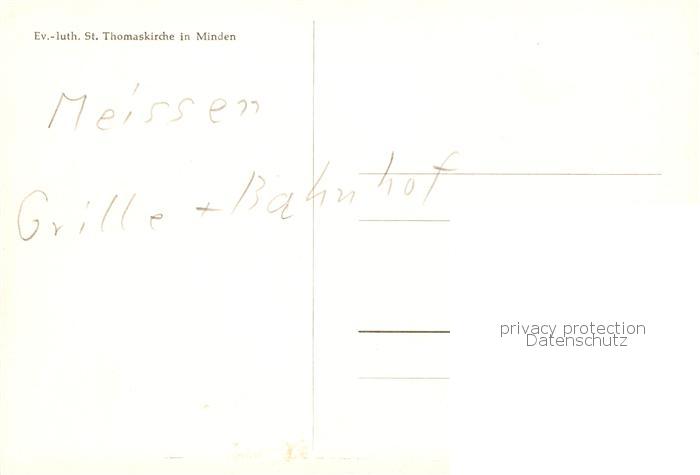 Ev.-luth. St. Thomaskirche in Minden
Meissen
Grille + Bahnhof
privacy protection
Datenschutz